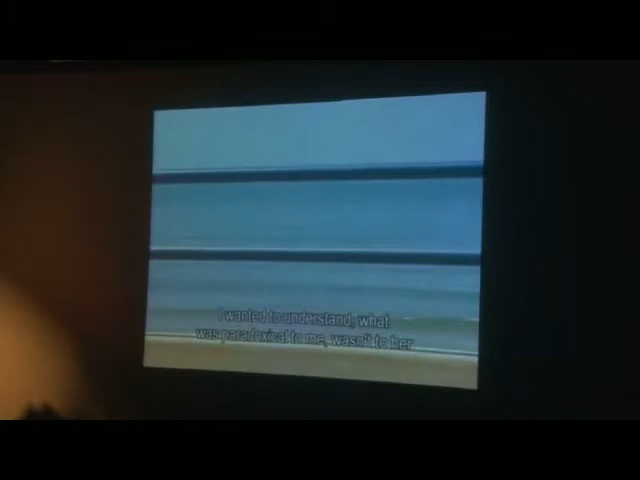 I wanted to understand, what
was paradoxical to me, wasn't to her